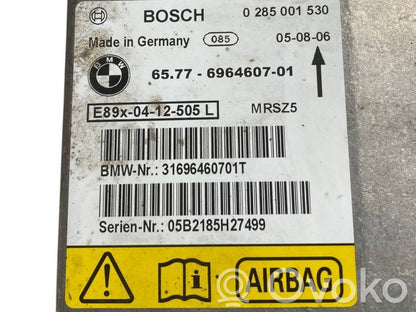 BOSCH 0 285 001 530
Made in Germany 085 05-08-06
BMW
65.77 - 6964607-01
E89x-04-12-505 L MRSZ5
BMW-Nr.: 31696460701T
Serien-Nr.: 05B2185H27499
! i AIRBAG
Ovoko